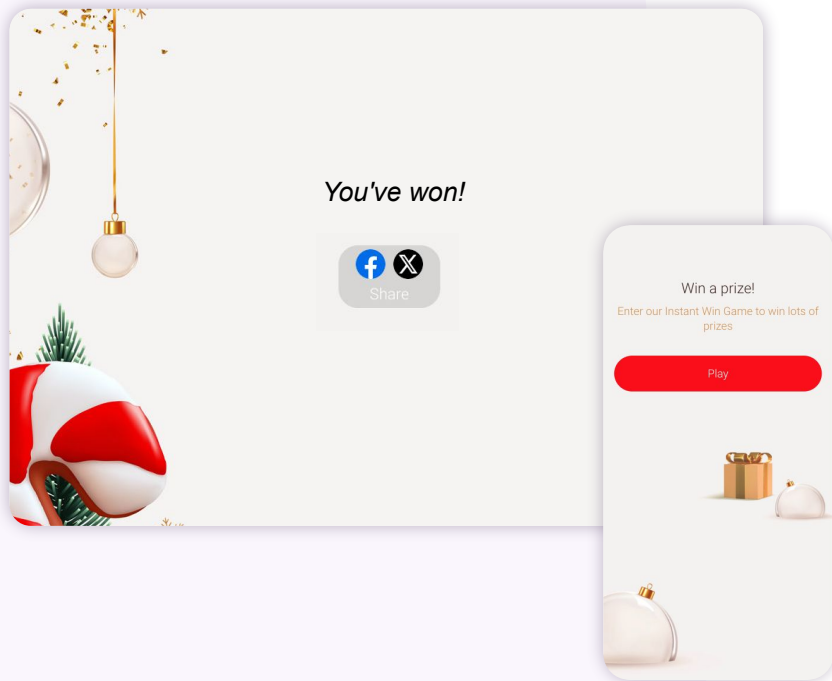 You've won!
Share
Win a prize!
Enter our Instant Win Game to win lots of
prizes
Play